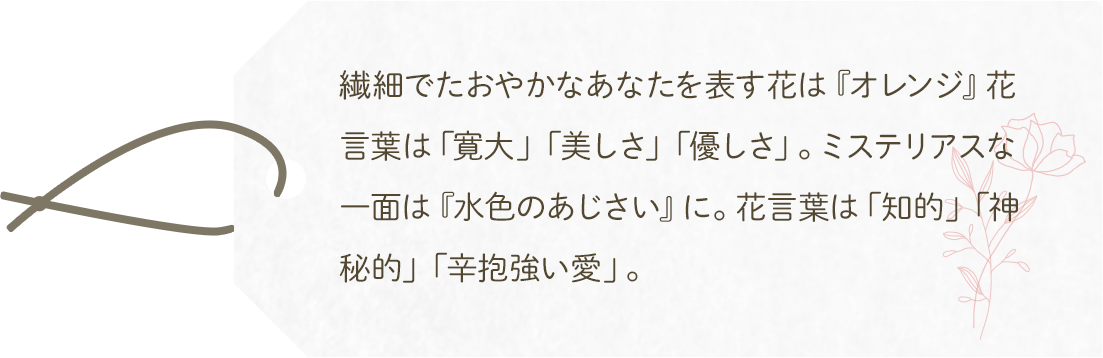 繊細でたおやかなあなたを表す花は『オレンジ』花
言葉は「寛大」「美しさ」「優しさ」。ミステリアスな
一面は『水色のあじさい』に。花言葉は「知的」「神
秘的」「辛抱強い愛」。